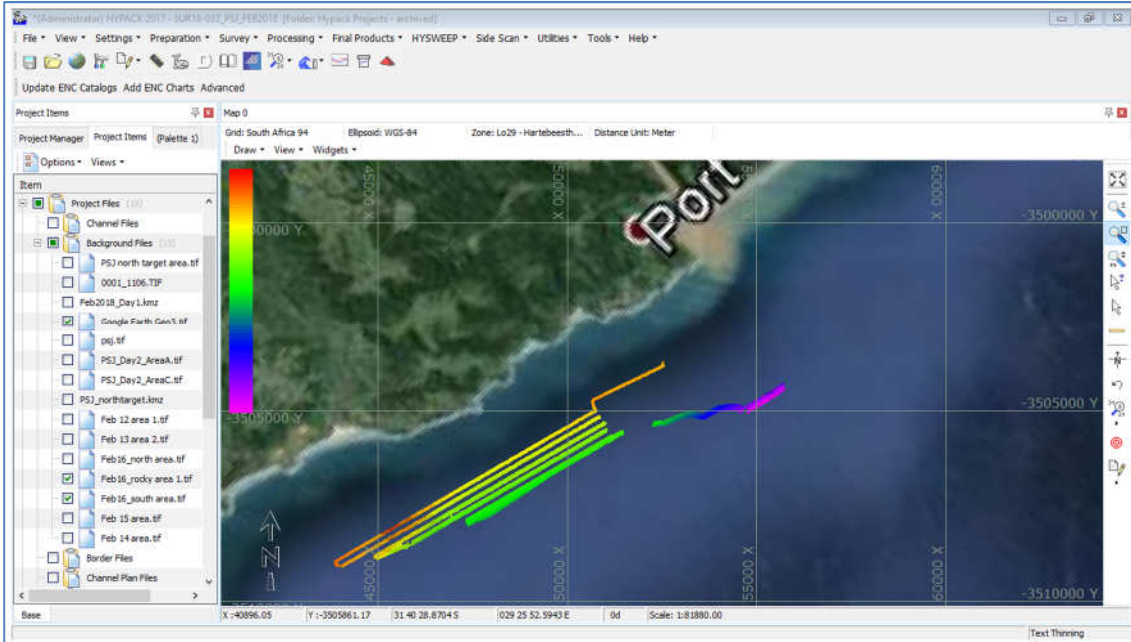 *(Administrator) HYPACK 2017 - SUR18-032_PSJ_FEB2018 [Folder: Hypack Projects - archived]
File View Settings Preparation Survey Processing Final Products HYSWEEP Side Scan Utilities Tools Help
Update ENC Catalogs Add ENC Charts Advanced
Project Items
Project Manager Project Items (Palette 1)
Options Views
Item
Project Files
Channel Files
Background Files
PSJ north target area.tif
0001_1106.TIF
Feb2018_Day1.kmz
Google Earth Geo3.tif
psj.tif
PSJ_Day2_AreaA.tif
PSJ_Day2_AreaC.tif
PSJ_northtarget.kmz
Feb 12 area 1.tif
Feb 13 area 2.tif
Feb16_north area.tif
Feb16_rocky area 1.tif
Feb16_south area.tif
Feb 15 area.tif
Feb 14 area.tif
Border Files
Channel Plan Files
Base
Map 0
Grid: South Africa 94 Ellipsoid: WGS-84 Zone: Lo29 - Hartebeesth... Distance Unit: Meter
Draw View Widgets
45000 X
50000 X
60000 X
Port
-3500000 Y
-3505000 Y
-3505000 Y
N
45000 X
50000 X
55000 X
60000 X
-3510000 Y
X :40896.05 Y :-3505861.17 31 40 28.8704 S 029 25 52.5943 E 0d Scale: 1:81880.00
Text Thinning